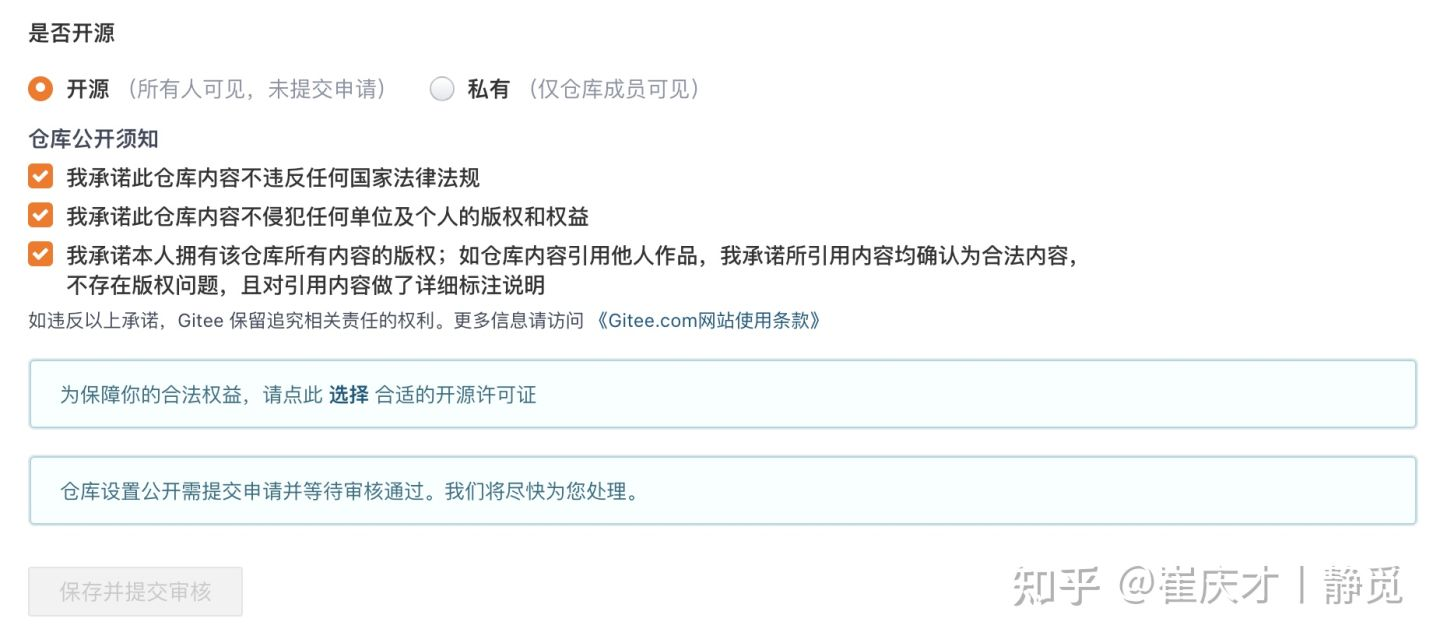 是否开源
开源 （所有人可见，未提交申请） 私有 （仅仓库成员可见）
仓库公开须知
我承诺此仓库内容不违反任何国家法律法规
我承诺此仓库内容不侵犯任何单位及个人的版权和权益
我承诺本人拥有该仓库所有内容的版权；如仓库内容引用他人作品，我承诺所引用内容均确认为合法内容，
不存在版权问题，且对引用内容做了详细标注说明
如违反以上承诺，Gitee 保留追究相关责任的权利。更多信息请访问 《Gitee.com网站使用条款》
为保障你的合法权益，请点此 选择 合适的开源许可证
仓库设置公开需提交申请并等待审核通过。我们将尽快为您处理。
保存并提交审核
知乎 @崔庆才丨静觅